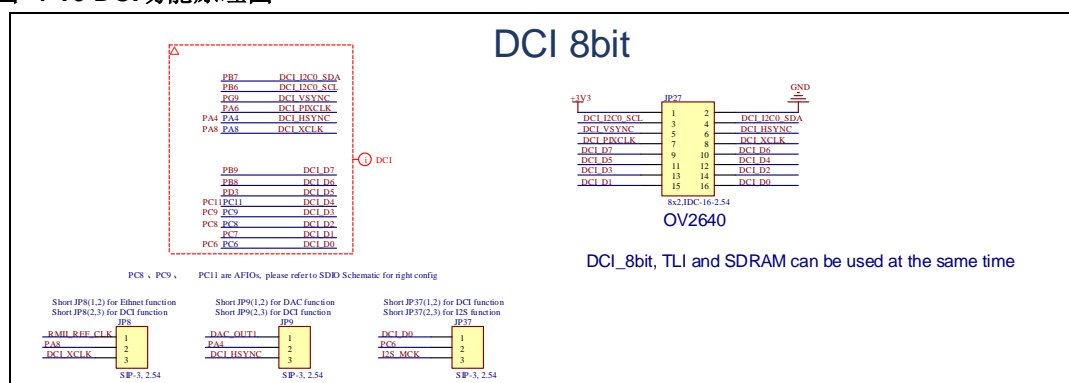 DCI 8bit
PB7 DCI_I2C0_SDA
PB6 DCI_I2C0_SCL
PG9 DCI_VSYNC
PA6 DCI_PIXCLK
PA4 PA4 DCI_HSYNC
PA8 PA8 DCI_XCLK
DCI
PB9 DCI_D7
PB8 DCI_D6
PD3 DCI_D5
PC11 PC11 DCI_D4
PC9 PC9 DCI_D3
PC8 PC8 DCI_D2
PC7 DCI_D1
PC6 PC6 DCI_D0
PC8 、 PC9 、 PC11 are AFIOs, please refer to SDIO Schematic for right config
+3V3 JP27 GND
1 2
DCI_I2C0_SCL 3 4 DCI_I2C0_SDA
DCI_VSYNC 5 6 DCI_HSYNC
DCI_PIXCLK 7 8 DCI_XCLK
DCI_D7 9 10 DCI_D6
DCI_D5 11 12 DCI_D4
DCI_D3 13 14 DCI_D2
DCI_D1 15 16 DCI_D0
8x2,IDC-16-2.54
OV2640
DCI_8bit, TLI and SDRAM can be used at the same time
Short JP8(1,2) for Ethnet function
Short JP8(2,3) for DCI function
JP8
RMII_REF_CLK 1
PA8 2
DCI_XCLK 3
SIP-3, 2.54
Short JP9(1,2) for DAC function
Short JP9(2,3) for DCI function
JP9
DAC_OUT1 1
PA4 2
DCI_HSYNC 3
SIP-3, 2.54
Short JP37(1,2) for DCI function
Short JP37(2,3) for I2S function
JP37
DCI_D0 1
PC6 2
I2S_MCK 3
SIP-3, 2.54